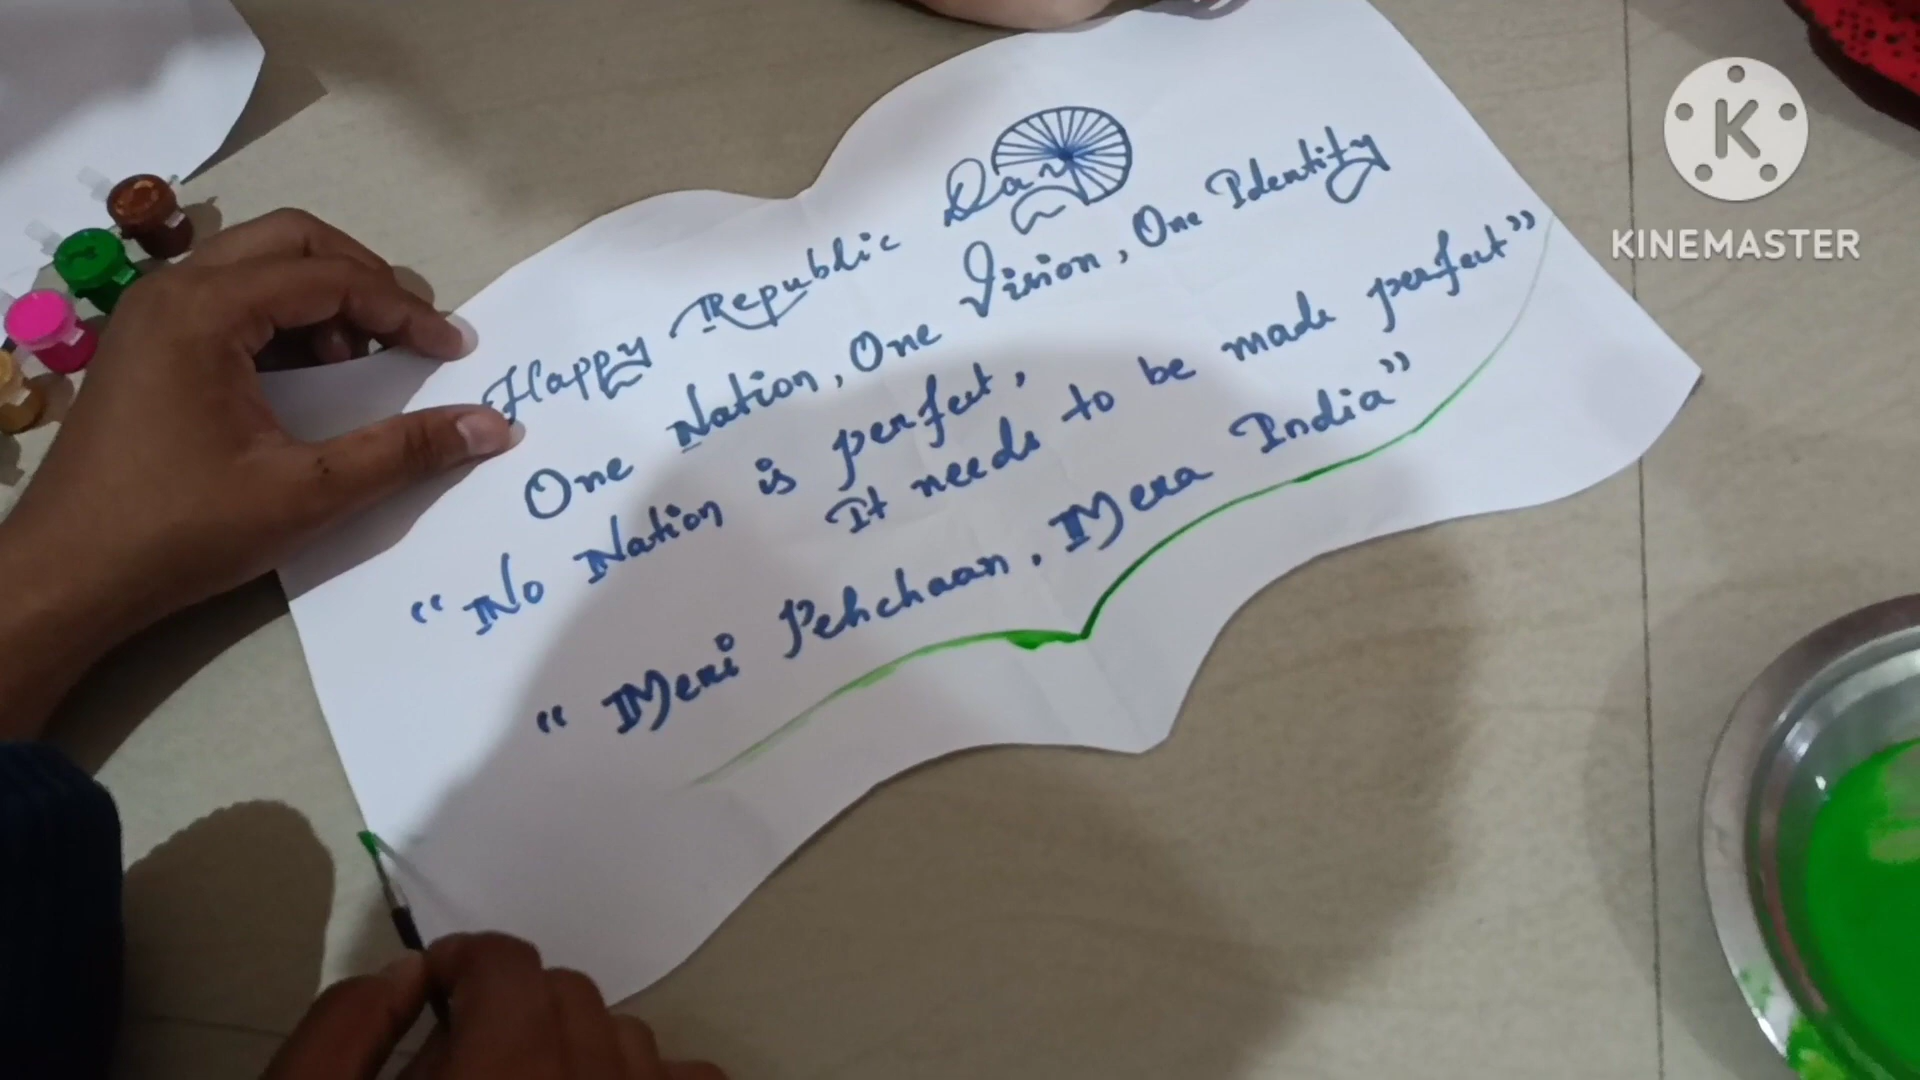 Happy Republic Day
One Nation, One Vision, One Identity
“No Nation is perfect,
It needs to be made perfect”
“Meri Pehchaan, Mera India”
K
KINEMASTER